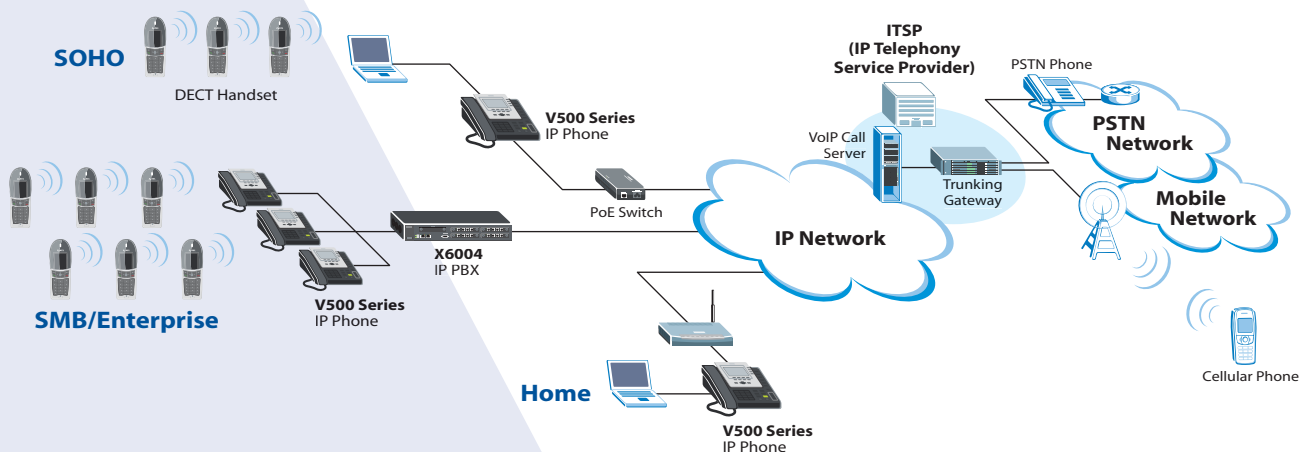 SOHO
DECT Handset
V500 Series
IP Phone
PoE Switch
ITSP
(IP Telephony
Service Provider)
VoIP Call
Server
Trunking
Gateway
PSTN Phone
PSTN
Network
Mobile
Network
Cellular Phone
IP Network
X6004
IP PBX
V500 Series
IP Phone
SMB/Enterprise
Home
V500 Series
IP Phone